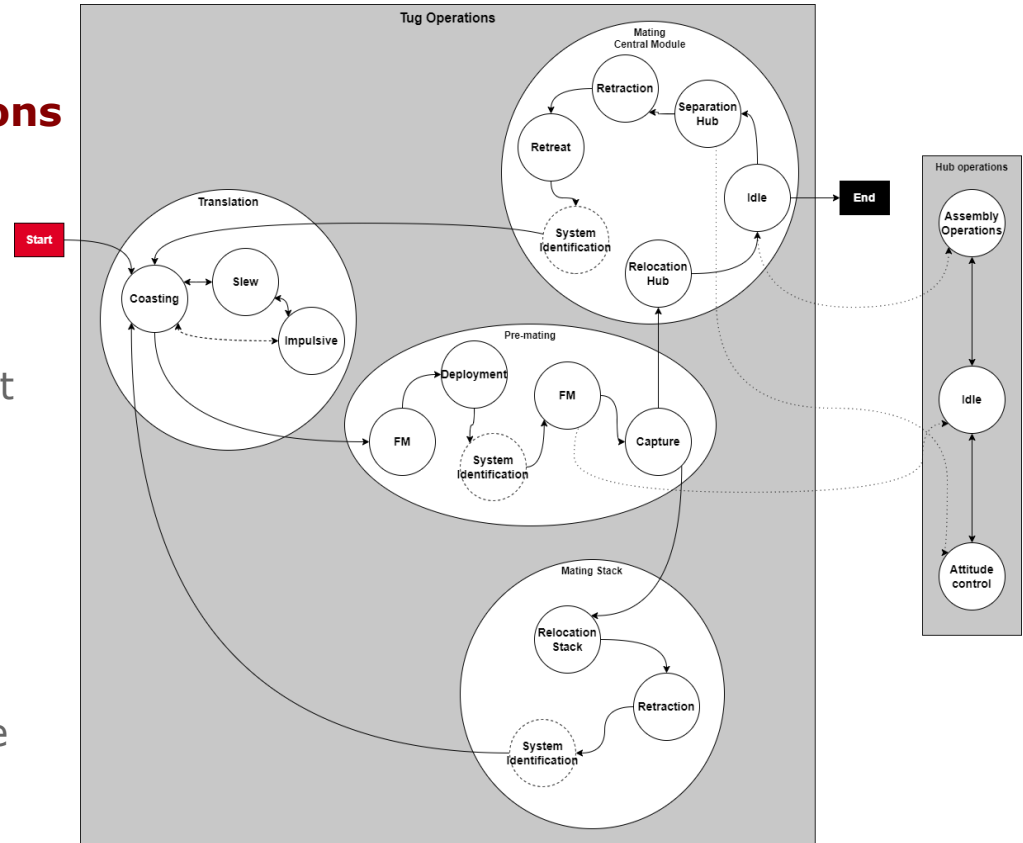 Tug Operations
ons
t
e
Start
Translation
Coasting
Slew
Impulsive
Mating
Central Module
Retraction
Separation
Hub
Retreat
Idle
System
Identification
Relocation
Hub
End
Pre-mating
Deployment
FM
System
Identification
FM
Capture
Mating Stack
Relocation
Stack
Retraction
System
Identification
Hub operations
Assembly
Operations
Idle
Attitude
control